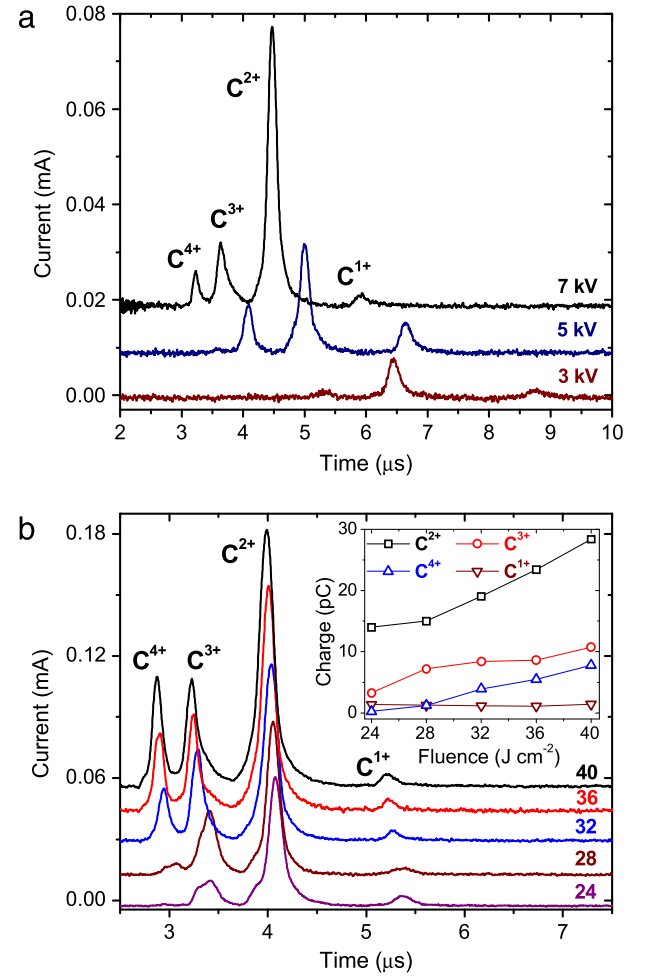 a
0.08
0.06
0.04
0.02
0.00
Current (mA)
C4+
C3+
C2+
C1+
7 kV
5 kV
3 kV
2 3 4 5 6 7 8 9 10
Time (μs)
b
0.18
0.12
0.06
0.00
Current (mA)
C4+
C3+
C2+
C1+
40
36
32
28
24
3 4 5 6 7
Time (μs)
30
20
10
0
Charge (pC)
C2+ C3+
C4+ C1+
24 28 32 36 40
Fluence (J cm-2)